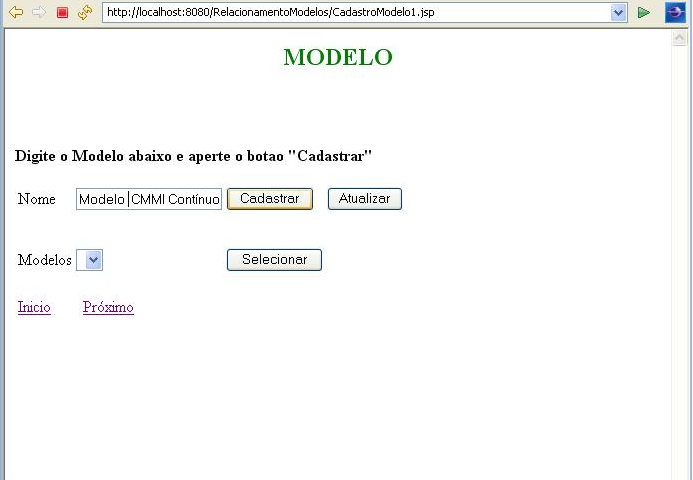 http://localhost:8080/RelacionamentoModelos/CadastroModelo1.jsp
MODELO
Digite o Modelo abaixo e aperte o botao "Cadastrar"
Nome Modelo CMMI Contínuo Cadastrar Atualizar
Modelos Selecionar
Inicio Próximo